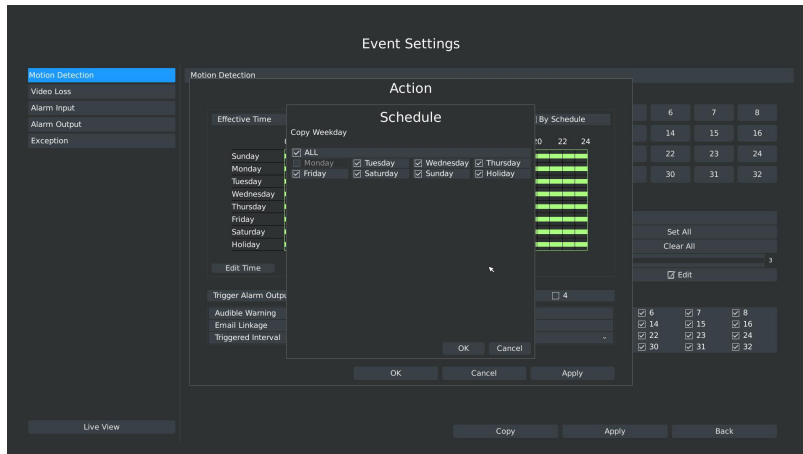 Event Settings
Motion Detection
Video Loss
Alarm Input
Alarm Output
Exception
Live View
Motion Detection
Action
Effective Time
By Schedule
20 22 24
Sunday
Monday
Tuesday
Wednesday
Thursday
Friday
Saturday
Holiday
Edit Time
Trigger Alarm Outpu
4
Audible Warning
Email Linkage
Triggered Interval
OK Cancel Apply
Schedule
Copy Weekday
ALL
Monday Tuesday Wednesday Thursday
Friday Saturday Sunday Holiday
OK Cancel
6 7 8
14 15 16
22 23 24
30 31 32
Set All
Clear All
3
Edit
6 7 8
14 15 16
22 23 24
30 31 32
Copy Apply Back